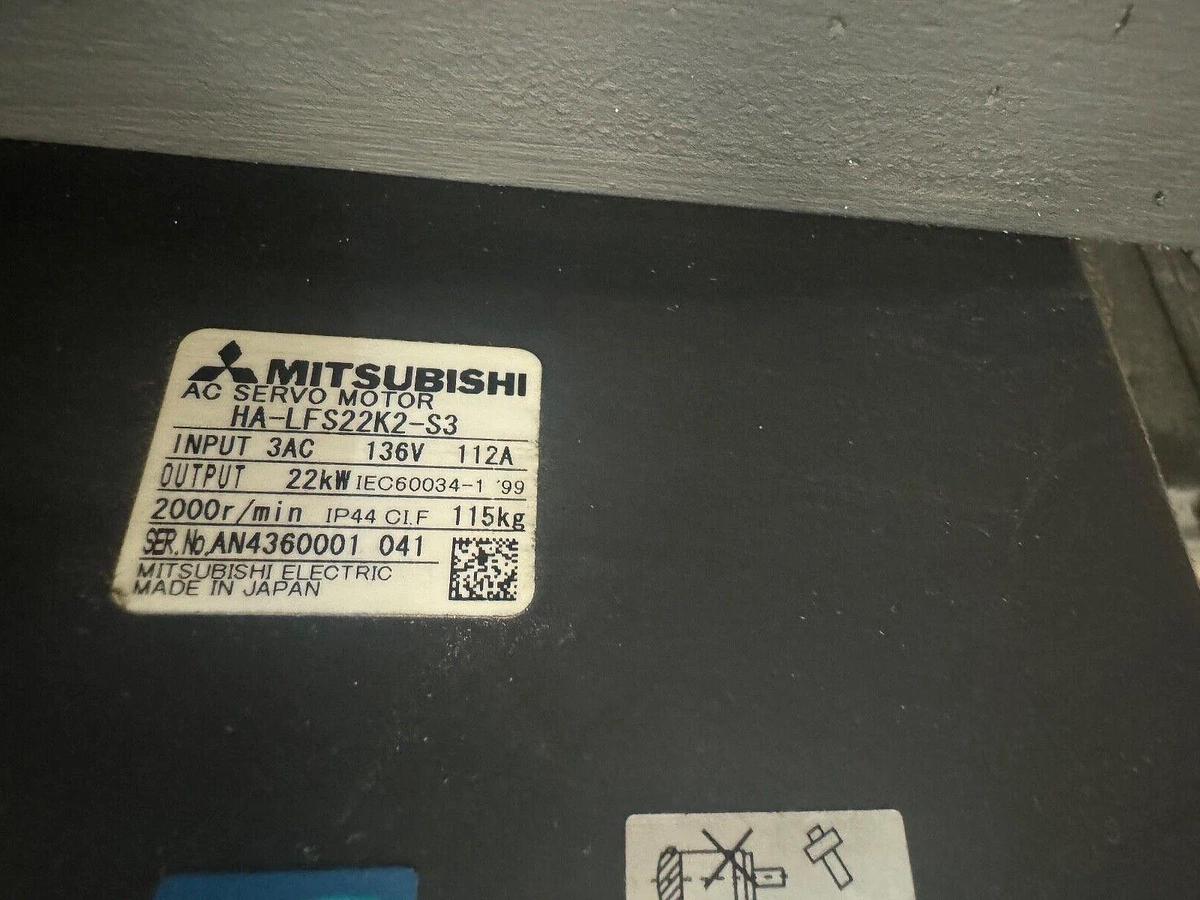 MITSUBISHI
AC SERVO MOTOR
HA-LFS22K2-S3
INPUT 3AC 136V 112A
OUTPUT 22kW IEC60034-1 '99
2000r/min IP44 CI.F 115kg
SER.No.AN4360001 041
MITSUBISHI ELECTRIC
MADE IN JAPAN